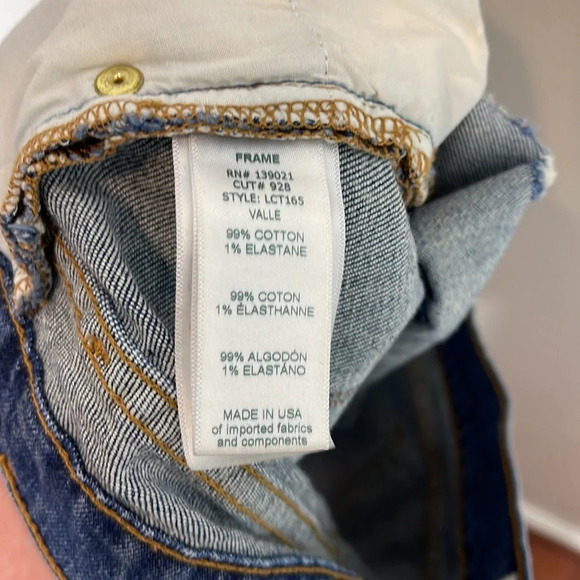 FRAME
RN# 139021
CUT# 928
STYLE: LCT165
VALLE
99% COTTON
1% ELASTANE
99% COTON
1% ÉLASTHANNE
99% ALGODÓN
1% ELASTÁNO
MADE IN USA
of imported fabrics
and components